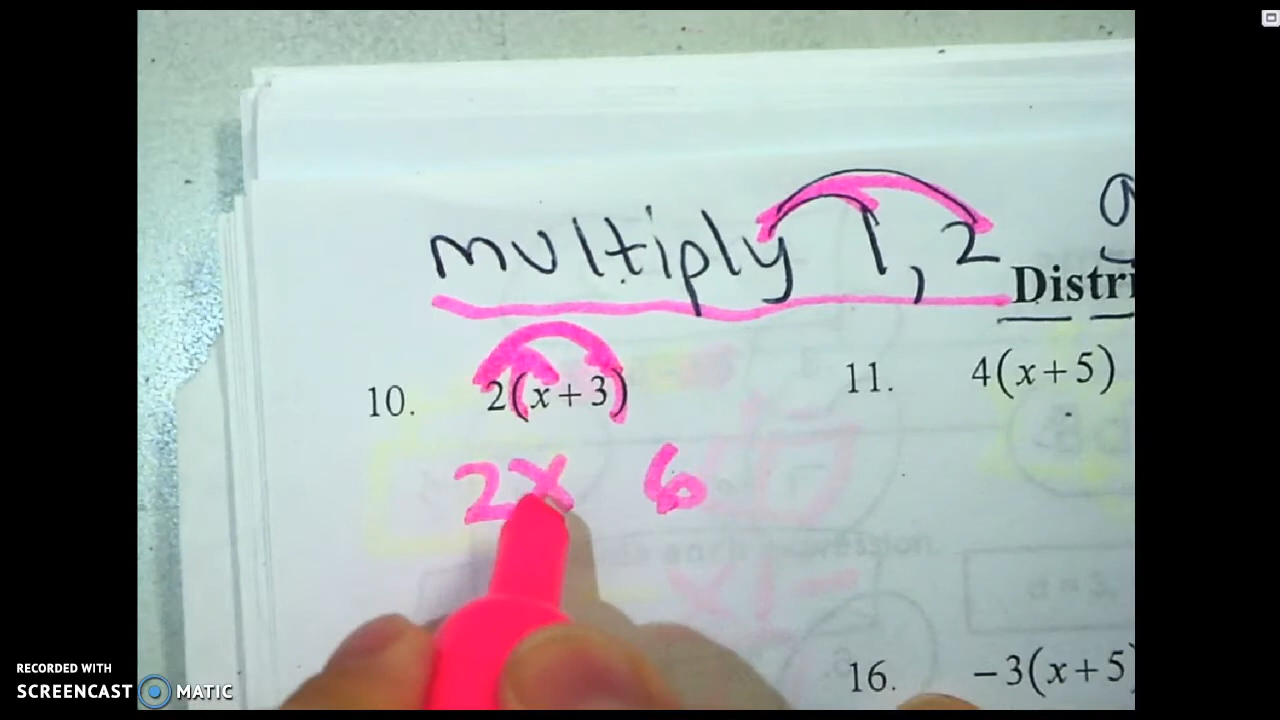 multiply 1, 2
Distri
10. 2(x+3) 11. 4(x+5)
2x 6
16. −3(x+5)
RECORDED WITH
SCREENCAST MATIC